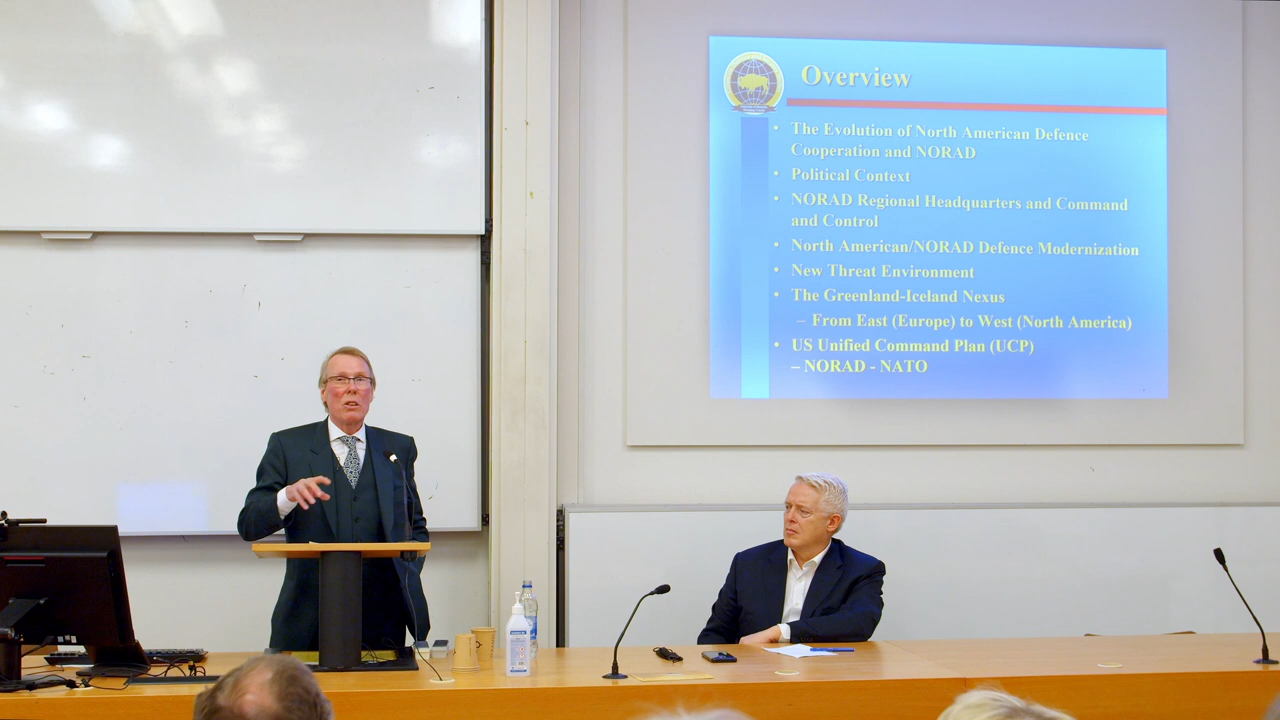 Overview
• The Evolution of North American Defence
Cooperation and NORAD
• Political Context
• NORAD Regional Headquarters and Command
and Control
• North American/NORAD Defence Modernization
• New Threat Environment
• The Greenland-Iceland Nexus
– From East (Europe) to West (North America)
• US Unified Command Plan (UCP)
– NORAD - NATO